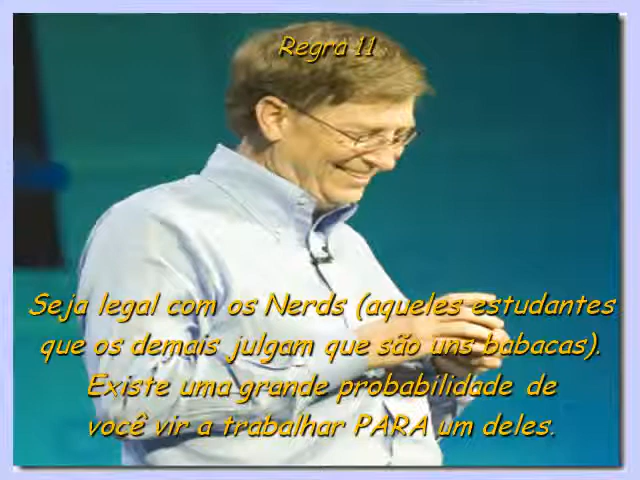 Regra 11
Seja legal com os Nerds (aqueles estudantes
que os demais julgam que são uns babacas).
Existe uma grande probabilidade de
você vir a trabalhar PARA um deles.